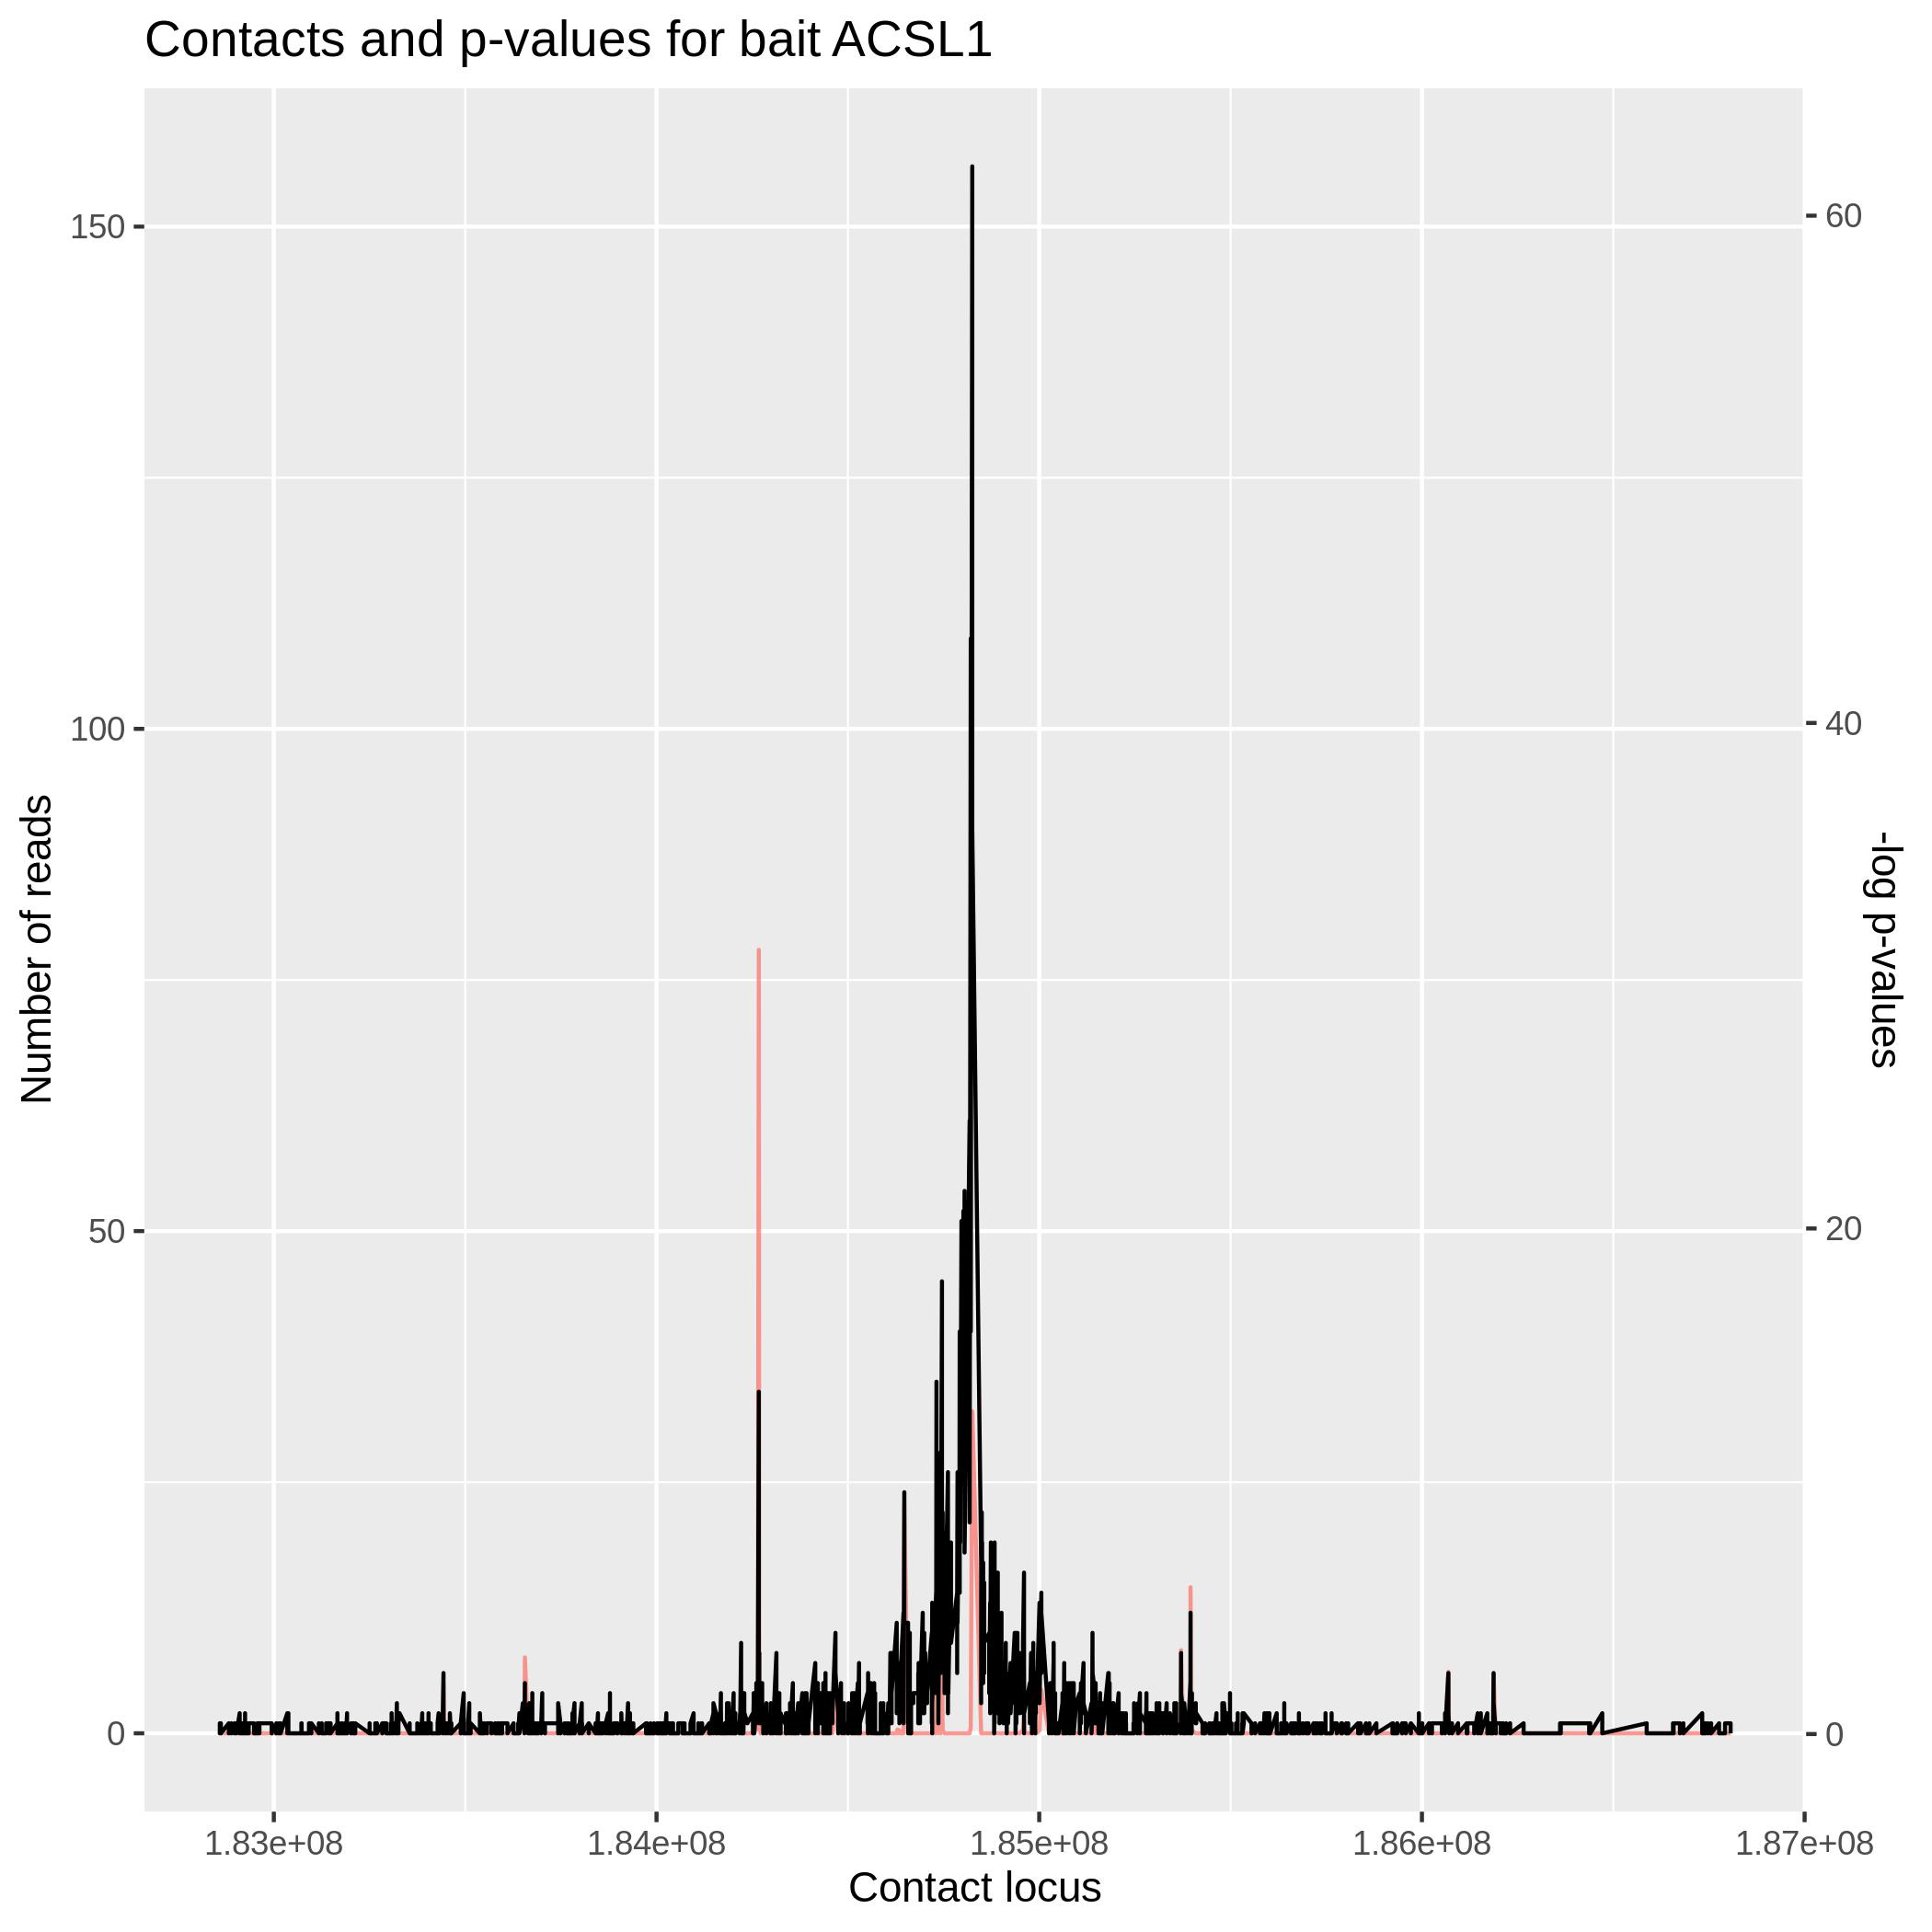 Contacts and p-values for bait ACSL1
150
100
50
0
Number of reads
60
40
20
0
-log p-values
1.83e+08
1.84e+08
1.85e+08
1.86e+08
1.87e+08
Contact locus